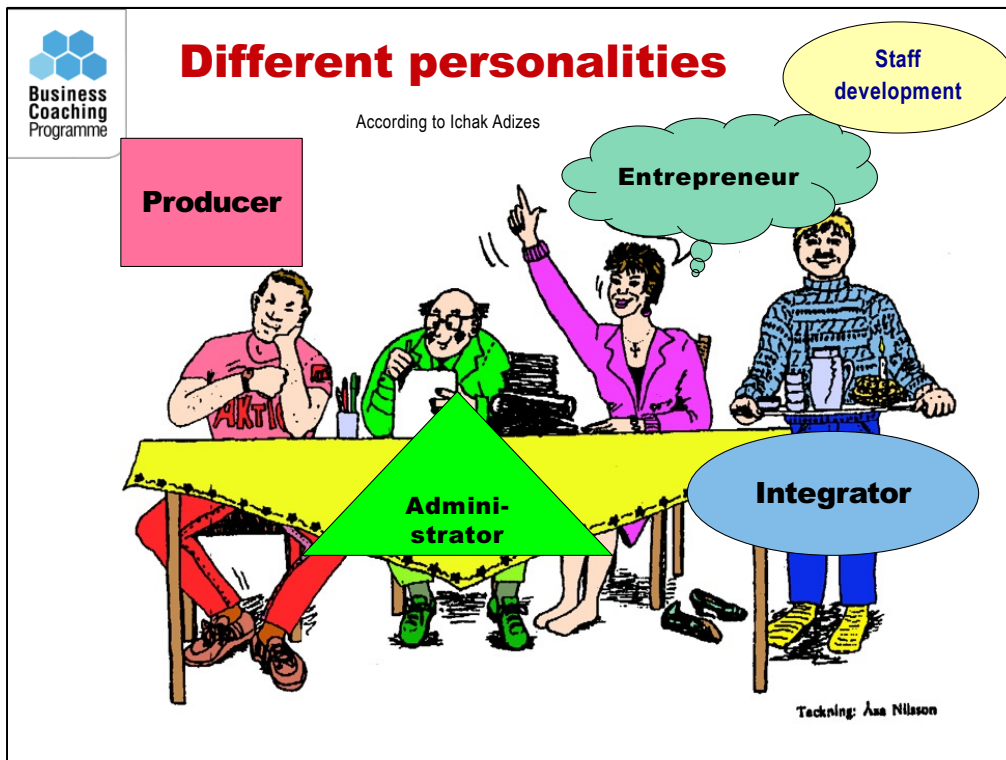 Business
Coaching
Programme
Different personalities
Staff
development
According to Ichak Adizes
Producer
Entrepreneur
AKTI
Admini-
strator
Integrator
Teckning: Åsa Nilsson